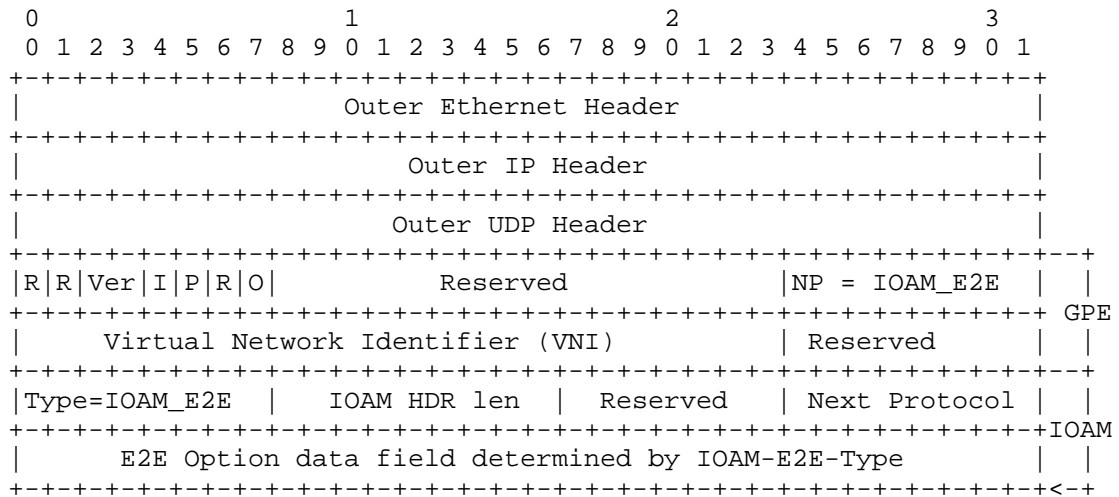 0                   1                   2                   3
 0 1 2 3 4 5 6 7 8 9 0 1 2 3 4 5 6 7 8 9 0 1 2 3 4 5 6 7 8 9 0 1
+-+-+-+-+-+-+-+-+-+-+-+-+-+-+-+-+-+-+-+-+-+-+-+-+-+-+-+-+-+-+-+-+
|                    Outer Ethernet Header                      |
+-+-+-+-+-+-+-+-+-+-+-+-+-+-+-+-+-+-+-+-+-+-+-+-+-+-+-+-+-+-+-+-+
|                        Outer IP Header                        |
+-+-+-+-+-+-+-+-+-+-+-+-+-+-+-+-+-+-+-+-+-+-+-+-+-+-+-+-+-+-+-+-+
|                       Outer UDP Header                        |
+-+-+-+-+-+-+-+-+-+-+-+-+-+-+-+-+-+-+-+-+-+-+-+-+-+-+-+-+-+-+-+-+--+
|R|R|Ver|I|P|R|O|          Reserved             |NP = IOAM_E2E  |  |
+-+-+-+-+-+-+-+-+-+-+-+-+-+-+-+-+-+-+-+-+-+-+-+-+-+-+-+-+-+-+-+-+ GPE
|     Virtual Network Identifier (VNI)          | Reserved      |  |
+-+-+-+-+-+-+-+-+-+-+-+-+-+-+-+-+-+-+-+-+-+-+-+-+-+-+-+-+-+-+-+-+--+
|Type=IOAM_E2E  |   IOAM HDR len  |  Reserved   | Next Protocol |  |
+-+-+-+-+-+-+-+-+-+-+-+-+-+-+-+-+-+-+-+-+-+-+-+-+-+-+-+-+-+-+-+-+IOAM
|      E2E Option data field determined by IOAM-E2E-Type        |  |
+-+-+-+-+-+-+-+-+-+-+-+-+-+-+-+-+-+-+-+-+-+-+-+-+-+-+-+-+-+-+-+-+<-+